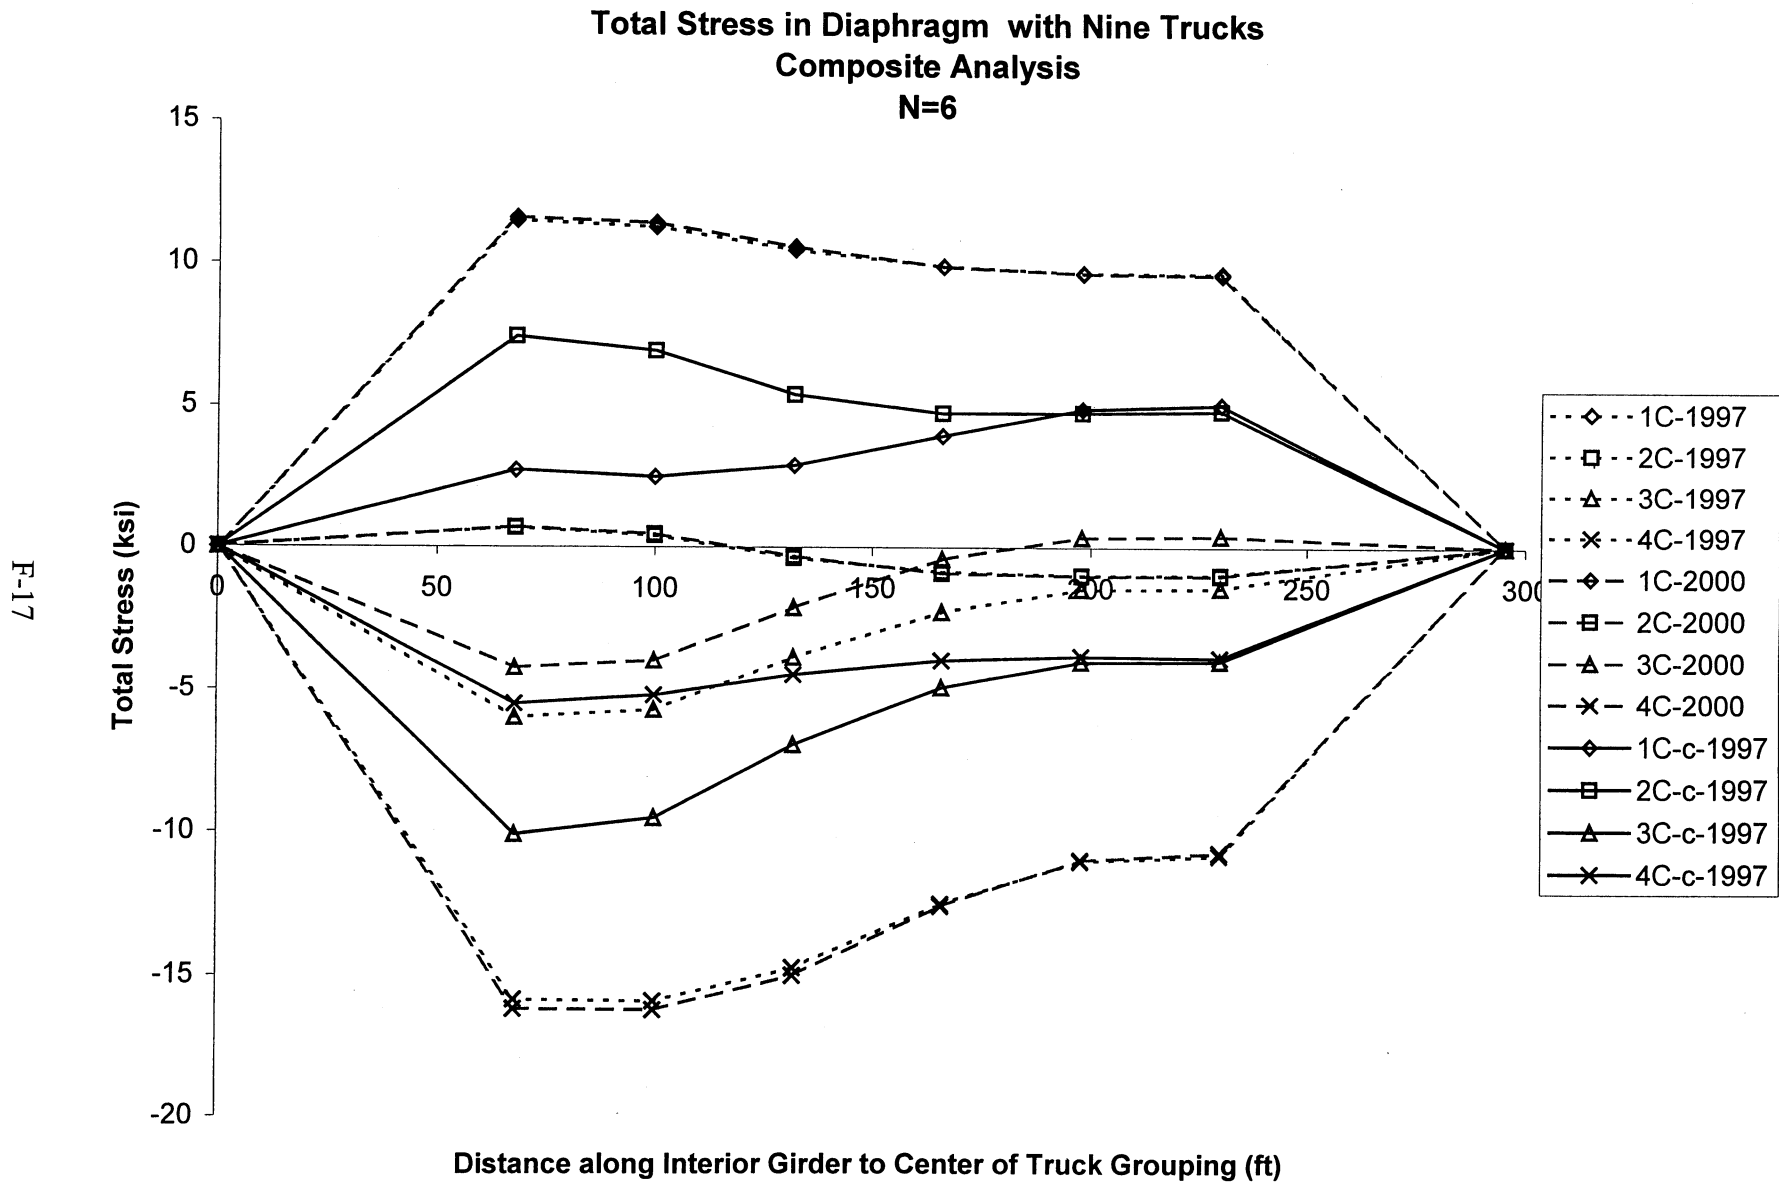 Total Stress in Diaphragm with Nine Trucks
Composite Analysis
N=6
15
10
5
0
-5
-10
-15
-20
0
50
100
150
200
250
300
Total Stress (ksi)
Distance along Interior Girder to Center of Truck Grouping (ft)
F-17
1C-1997
2C-1997
3C-1997
4C-1997
1C-2000
2C-2000
3C-2000
4C-2000
1C-c-1997
2C-c-1997
3C-c-1997
4C-c-1997